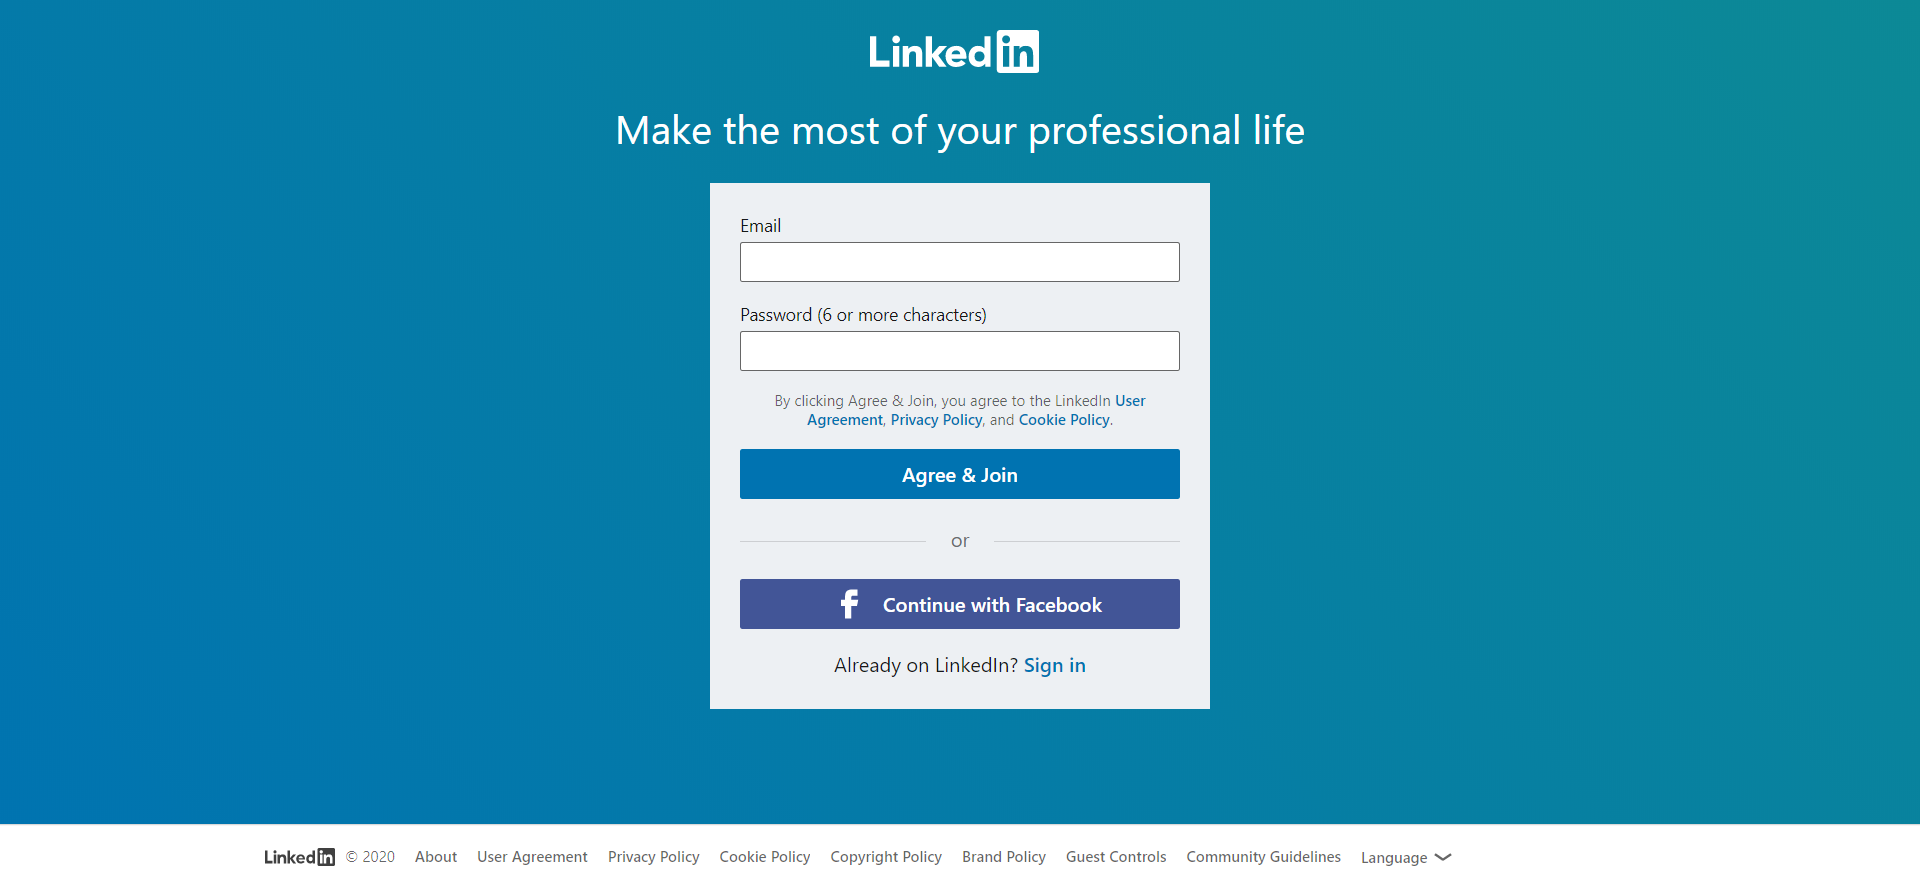 Linked in
Make the most of your professional life
Email
Password (6 or more characters)
By clicking Agree & Join, you agree to the LinkedIn User
Agreement, Privacy Policy, and Cookie Policy.
Agree & Join
or
f Continue with Facebook
Already on LinkedIn? Sign in
Linked in © 2020 About User Agreement Privacy Policy Cookie Policy Copyright Policy Brand Policy Guest Controls Community Guidelines Language